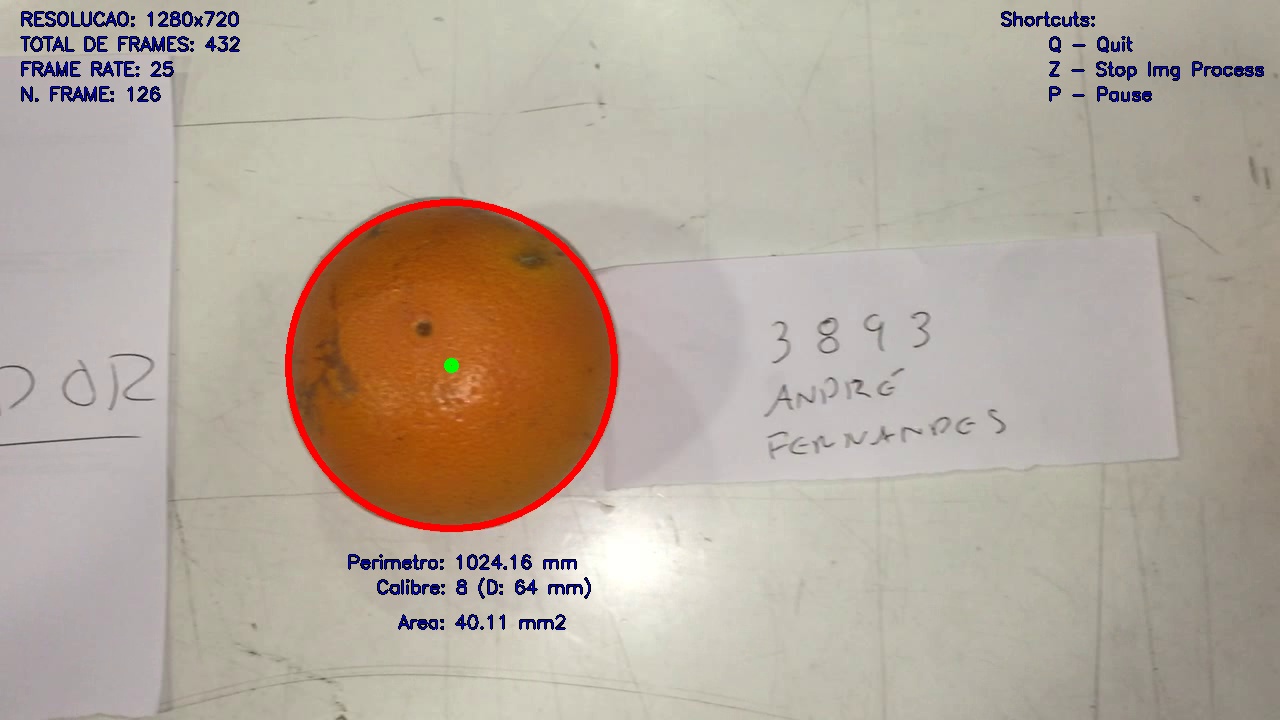 RESOLUCAO: 1280x720
TOTAL DE FRAMES: 432
FRAME RATE: 25
N. FRAME: 126
Shortcuts:
Q - Quit
Z - Stop Img Process
P - Pause
3893
ANDRÉ
FERNANDES
DOR
Perimetro: 1024.16 mm
Calibre: 8 (D: 64 mm)
Area: 40.11 mm2